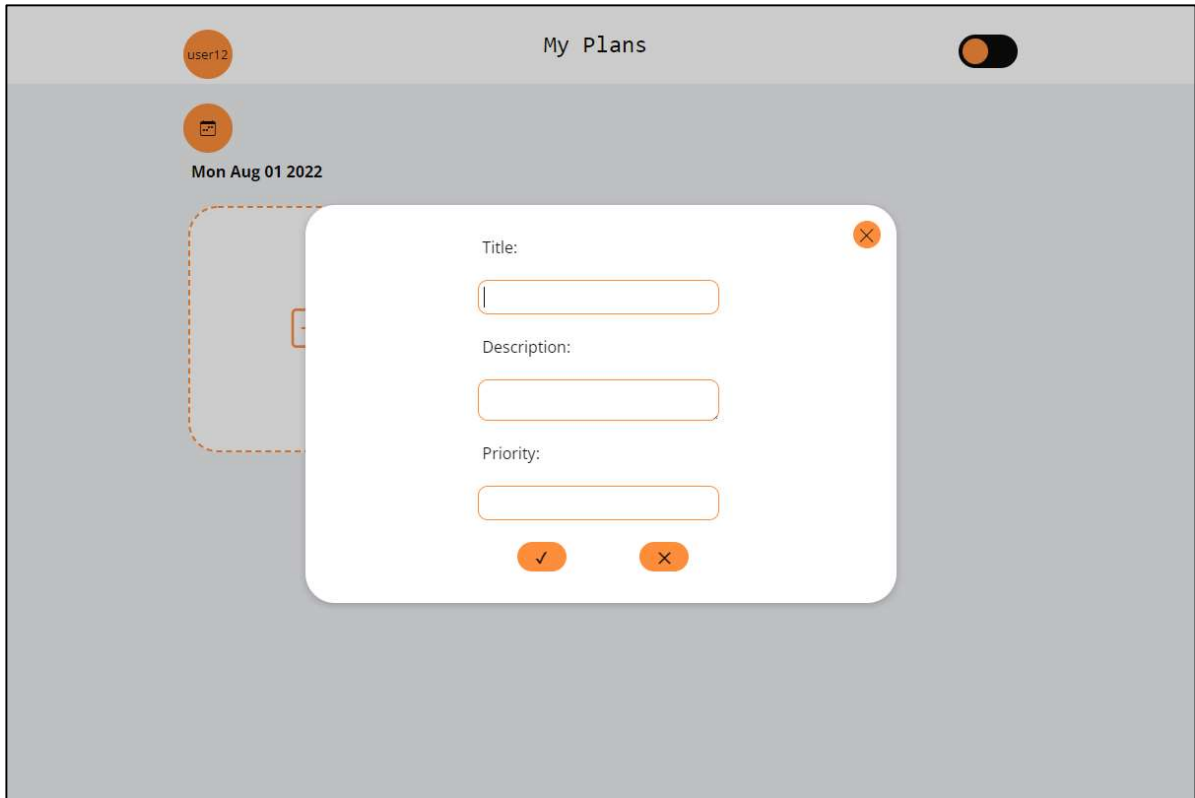 user12
My Plans
Mon Aug 01 2022
Title:
Description:
Priority: